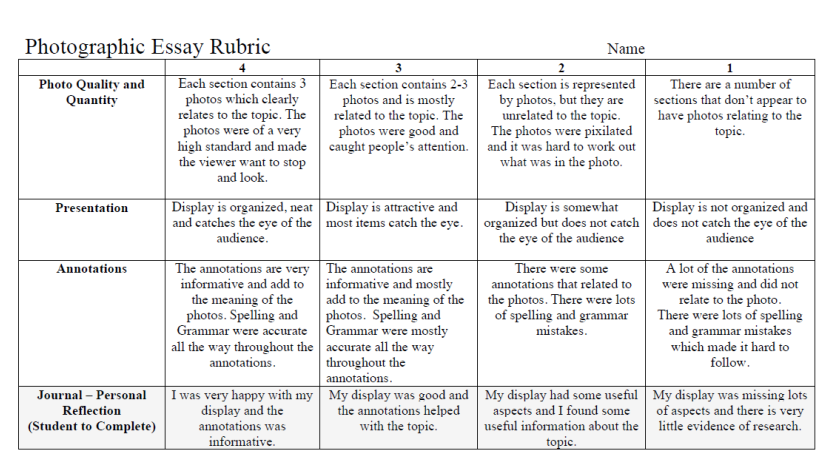 Photographic Essay Rubric
Name
4
3
2
1
Photo Quality and
Quantity
Each section contains 3
photos which clearly
relates to the topic. The
photos were of a very
high standard and made
the viewer want to stop
and look.
Each section contains 2-3
photos and is mostly
related to the topic. The
photos were good and
caught people's attention.
Each section is represented
by photos, but they are
unrelated to the topic.
The photos were pixilated
and it was hard to work out
what was in the photo.
There are a number of
sections that don't appear to
have photos relating to the
topic.
Presentation
Display is organized, neat
and catches the eye of the
audience.
Display is attractive and
most items catch the eye.
Display is somewhat
organized but does not catch
the eye of the audience
Display is not organized and
does not catch the eye of the
audience
Annotations
The annotations are very
informative and add to
the meaning of the
photos. Spelling and
Grammar were accurate
all the way throughout the
annotations.
The annotations are
informative and mostly
add to the meaning of the
photos. Spelling and
Grammar were mostly
accurate all the way
throughout the
annotations.
There were some
annotations that related to
the photos. There were lots
of spelling and grammar
mistakes.
A lot of the annotations
were missing and did not
relate to the photo.
There were lots of spelling
and grammar mistakes
which made it hard to
follow.
Journal – Personal
Reflection
(Student to Complete)
I was very happy with my
display and the
annotations was
informative.
My display was good and
the annotations helped
with the topic.
My display had some useful
aspects and I found some
useful information about the
topic.
My display was missing lots
of aspects and there is very
little evidence of research.